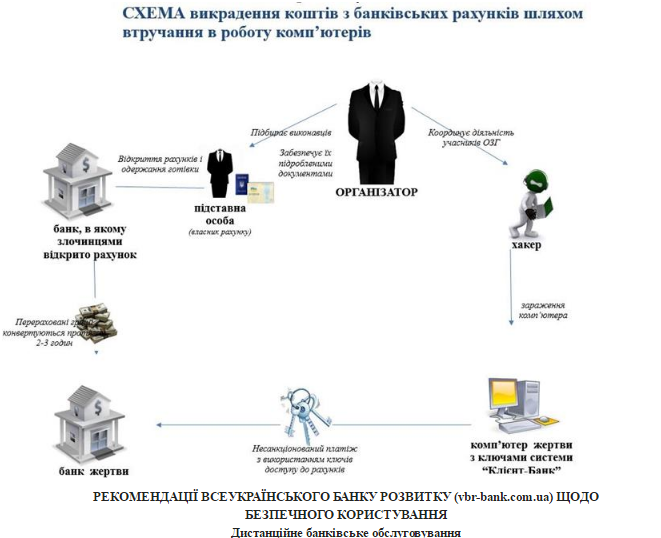 СХЕМА викрадення коштів з банківських рахунків шляхом
втручання в роботу комп’ютерів
Підбирає виконавців
Координує діяльність
учасників ОЗГ
Забезпечує їх
підробленими
документами
Відкриття рахунків і
одержання готівки
ОРГАНІЗАТОР
підставна
особа
(власник рахунку)
банк, в якому
злочинцями
відкрито рахунок
хакер
зараження
комп’ютера
Перераховані
конвертуються
2-3 годин
$
$
банк жертви
Несанкціонований платіж
з використанням ключів
доступу до рахунків
комп’ютер жертви
з ключами системи
“Клієнт-Банк”
РЕКОМЕНДАЦІЇ ВСЕУКРАЇНСЬКОГО БАНКУ РОЗВИТКУ (vbr-bank.com.ua) ЩОДО
БЕЗПЕЧНОГО КОРИСТУВАННЯ
Дистанційне банківське обслуговування